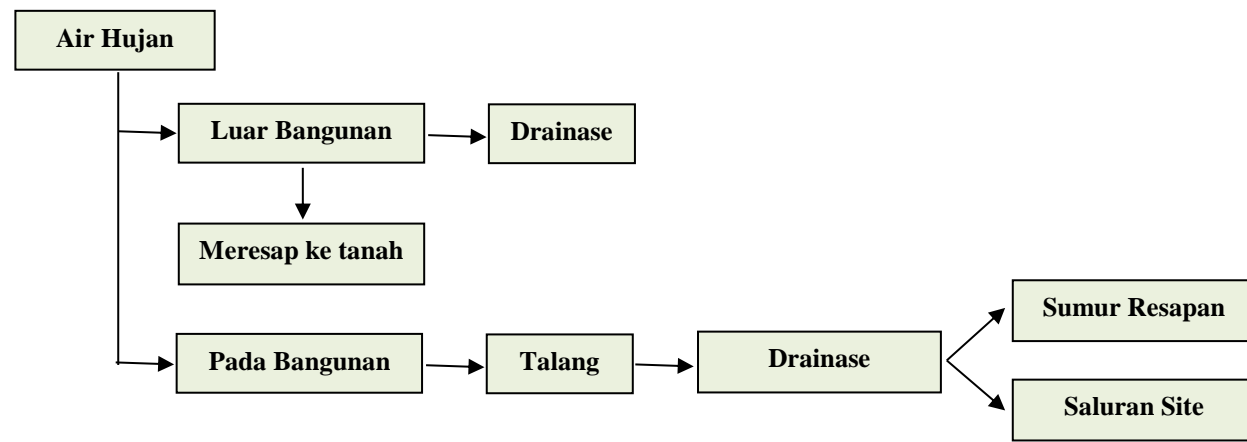 Air Hujan
Luar Bangunan
Drainase
Meresap ke tanah
Pada Bangunan
Talang
Drainase
Sumur Resapan
Saluran Site